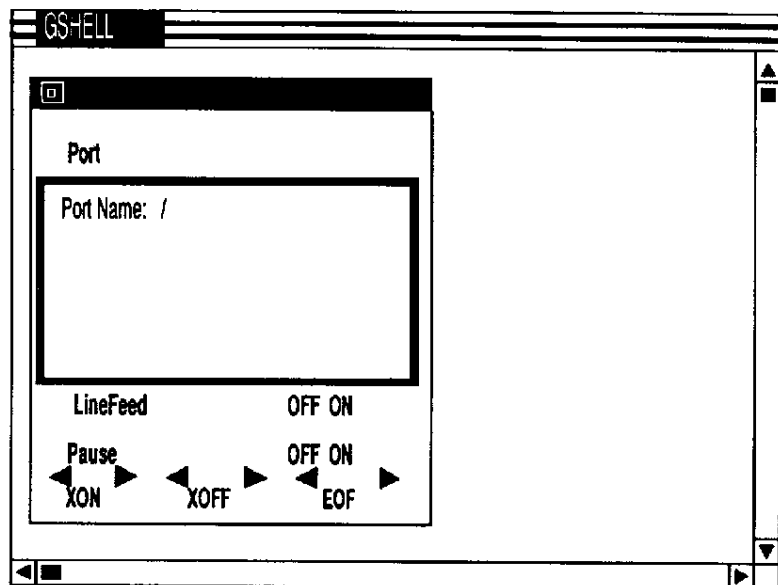 GSHELL
Port
Port Name: /
LineFeed OFF ON
Pause OFF ON
XON XOFF EOF